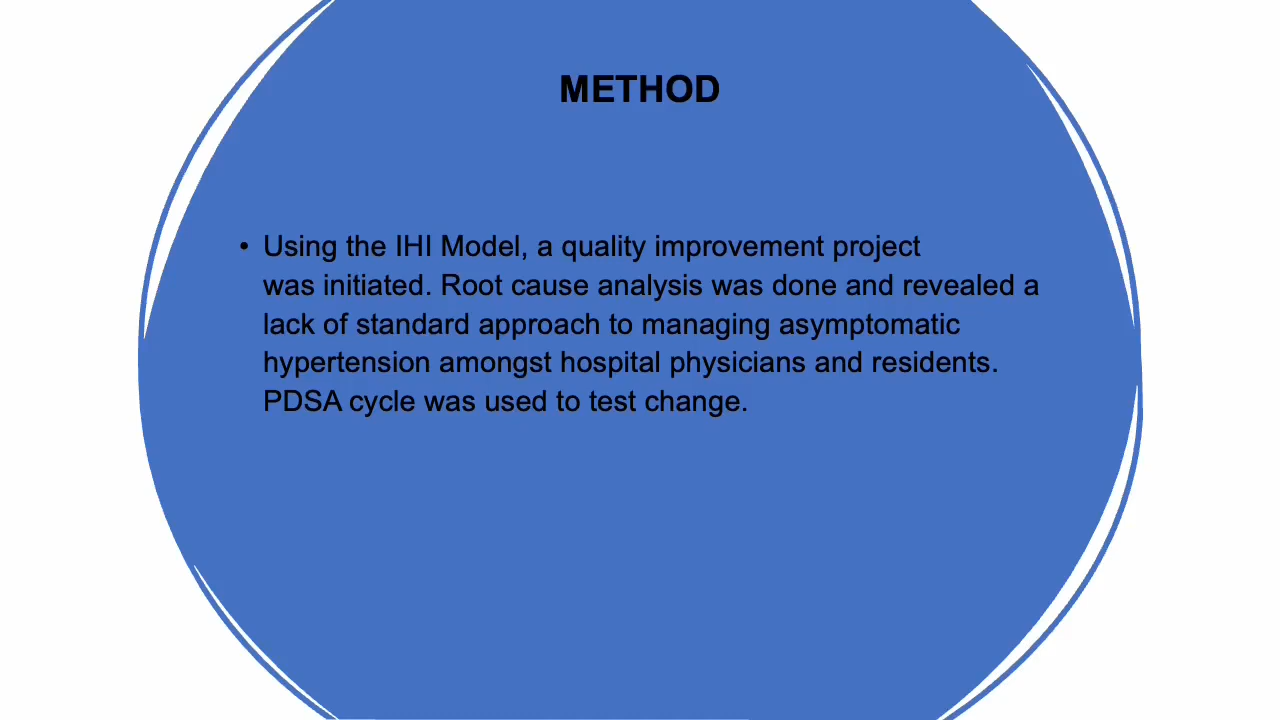 METHOD
• Using the IHI Model, a quality improvement project
was initiated. Root cause analysis was done and revealed a
lack of standard approach to managing asymptomatic
hypertension amongst hospital physicians and residents.
PDSA cycle was used to test change.